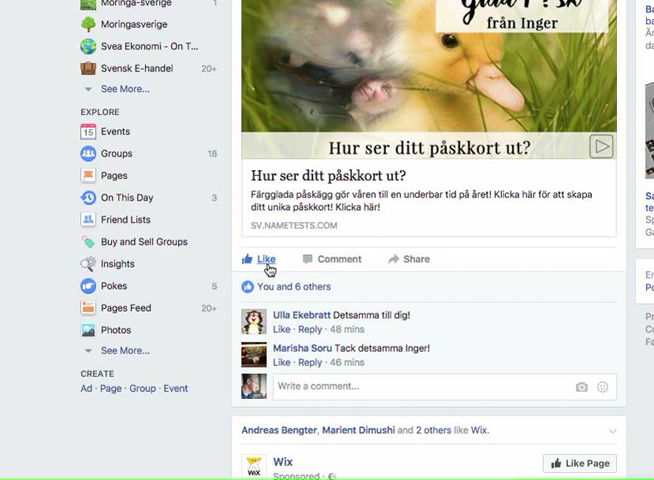 Moringa-sverige
Moringasverige
Svea Ekonomi - On T...
Svensk E-handel 20+
See More...
EXPLORE
15 Events
Groups 18
Pages
On This Day 3
Friend Lists
Buy and Sell Groups
Insights
Pokes 5
Pages Feed 20+
Photos
See More...
CREATE
Ad · Page · Group · Event
från Inger
Hur ser ditt påskkort ut?
Hur ser ditt påskkort ut?
Färgglada påskägg gör våren till en underbar tid på året! Klicka här för att skapa
ditt unika påskkort! Klicka här!
SV.NAMETESTS.COM
Like Comment Share
You and 6 others
Ulla Ekebratt Detsamma till dig!
Like · Reply · 48 mins
Marisha Soru Tack detsamma Inger!
Like · Reply · 46 mins
Write a comment...
Andreas Bengter, Marient Dimushi and 2 others like Wix.
WiX
Wix
Sponsored ·
Like Page